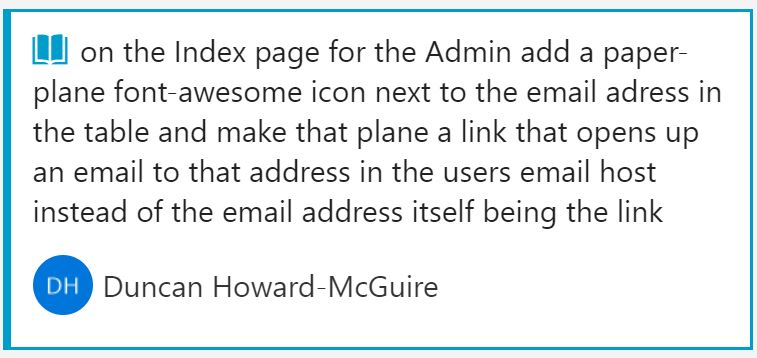 on the Index page for the Admin add a paper-
plane font-awesome icon next to the email adress in
the table and make that plane a link that opens up
an email to that address in the users email host
instead of the email address itself being the link
DH Duncan Howard-McGuire